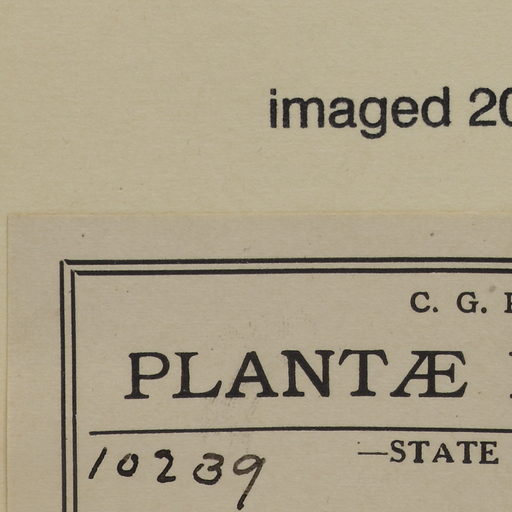 imaged 20
C. G.
PLANTÆ
—STATE
10239